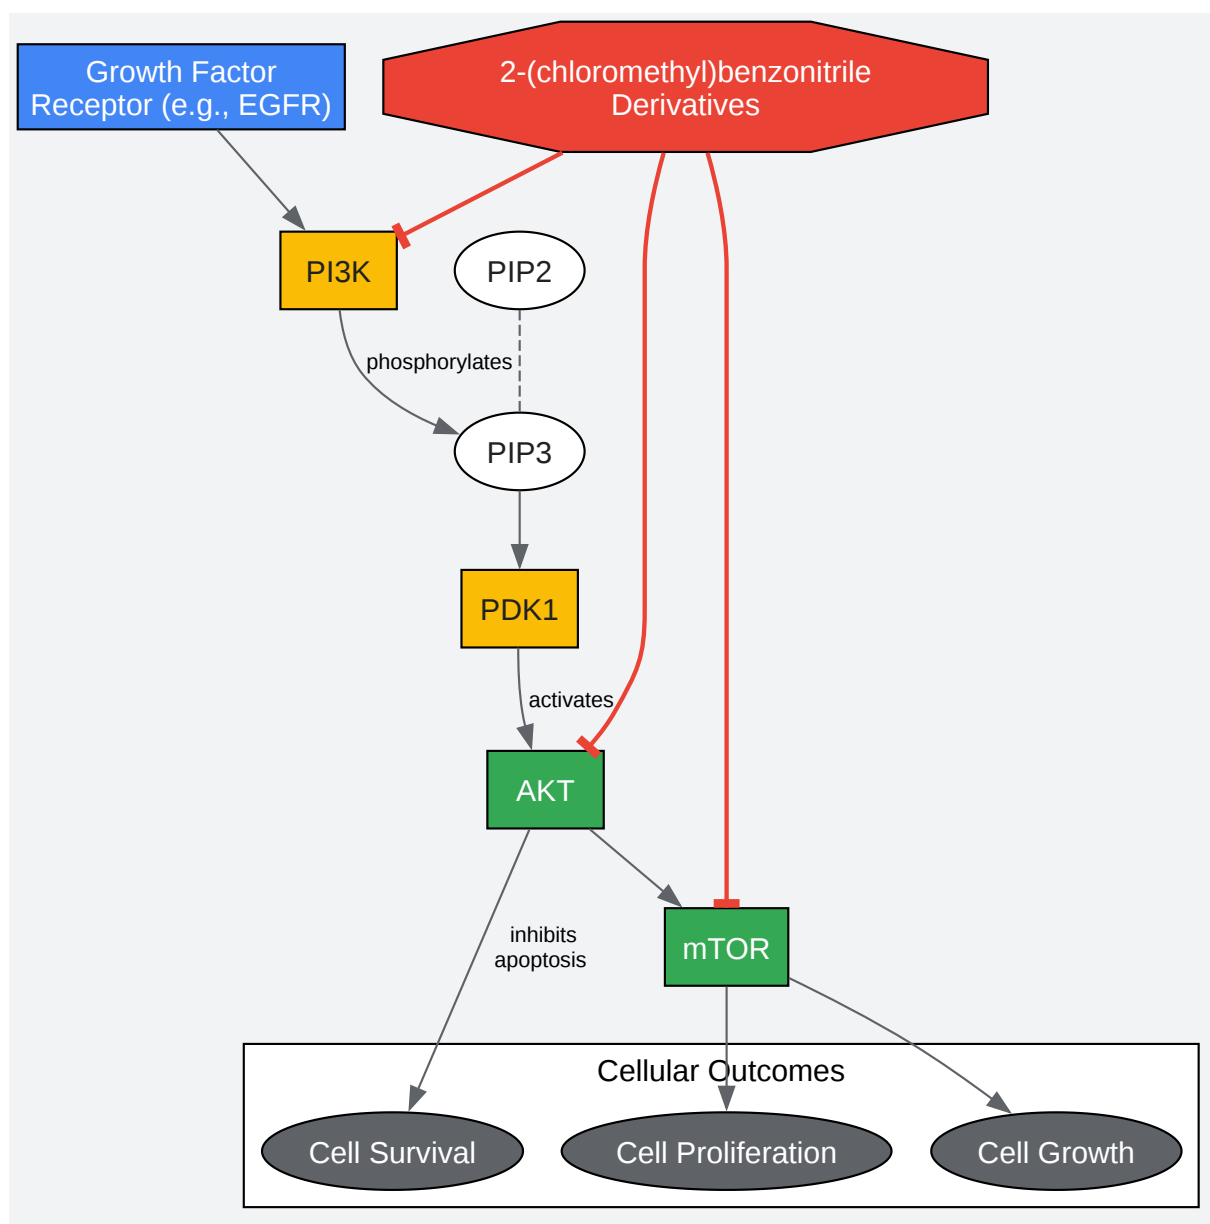 Growth Factor
Receptor (e.g., EGFR)
2-(chloromethyl)benzonitrile
Derivatives
PI3K
PIP2
phosphorylates
PIP3
PDK1
activates
AKT
inhibits
apoptosis
mTOR
Cellular Outcomes
Cell Survival
Cell Proliferation
Cell Growth